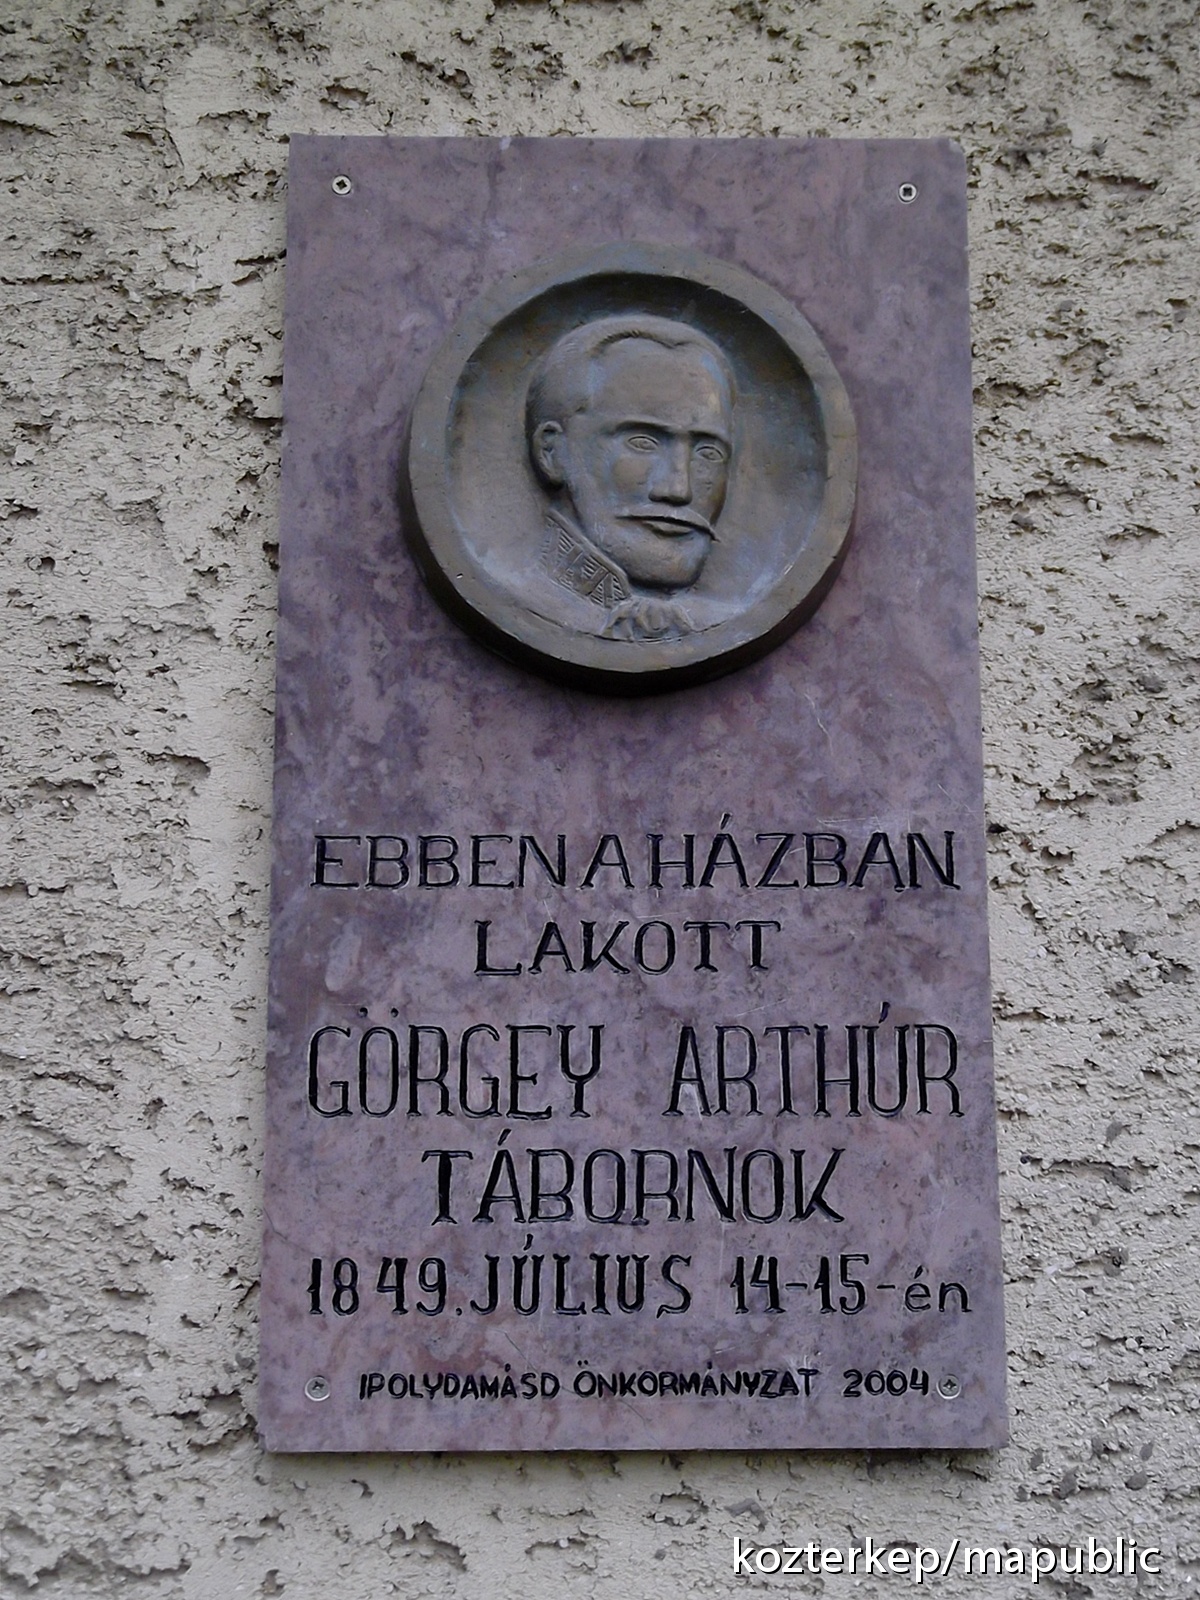 EBBEN A HÁZBAN
LAKOTT
GÖRGEY ARTHÚR
TÁBORNOK
1849. JÚLIUS 14-15-én
IPOLYDAMÁSD ÖNKORMÁNYZAT 2004
kozterkep/mapublic